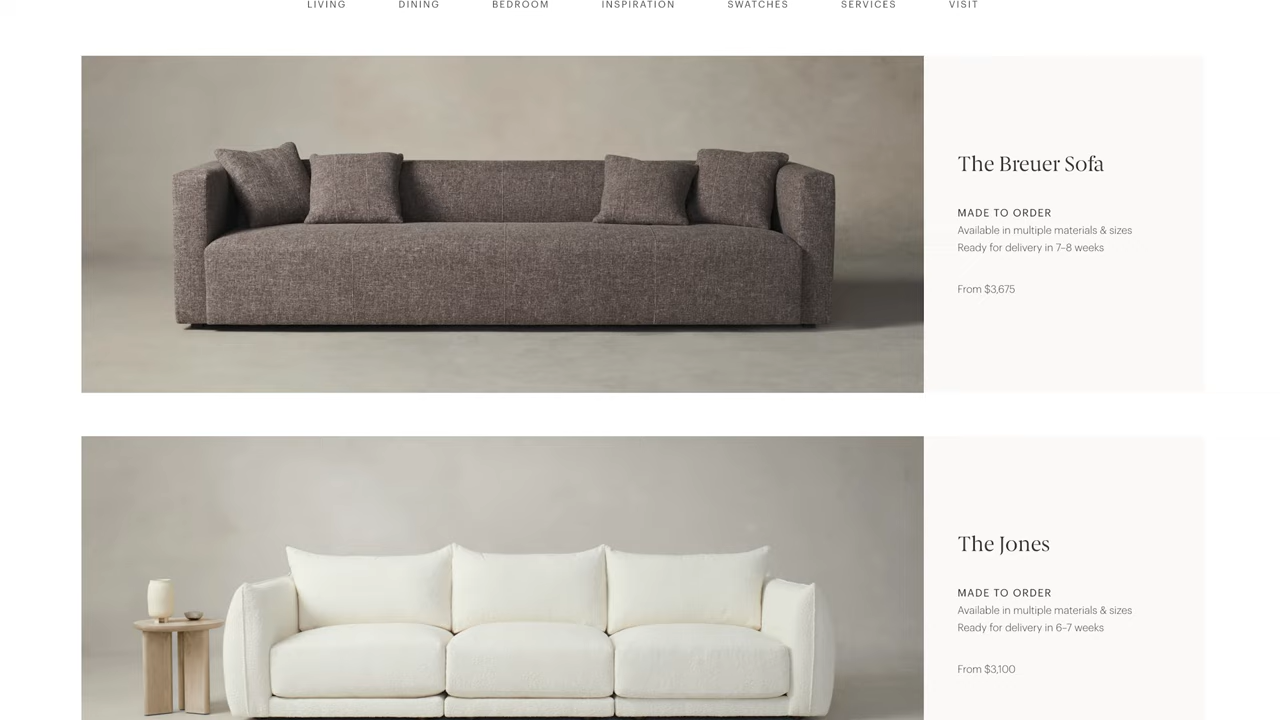 LIVING DINING BEDROOM INSPIRATION SWATCHES SERVICES VISIT
The Breuer Sofa
MADE TO ORDER
Available in multiple materials & sizes
Ready for delivery in 7–8 weeks
From $3,675
The Jones
MADE TO ORDER
Available in multiple materials & sizes
Ready for delivery in 6–7 weeks
From $3,100